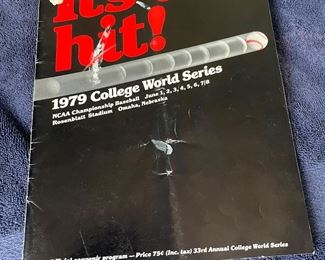 It's a
hit!
1979 College World Series
NCAA Championship Baseball June 1, 2, 3, 4, 5, 6, 7/8
Rosenblatt Stadium Omaha, Nebraska
souvenir program — Price 75¢ (Inc. tax) 33rd Annual College World Series